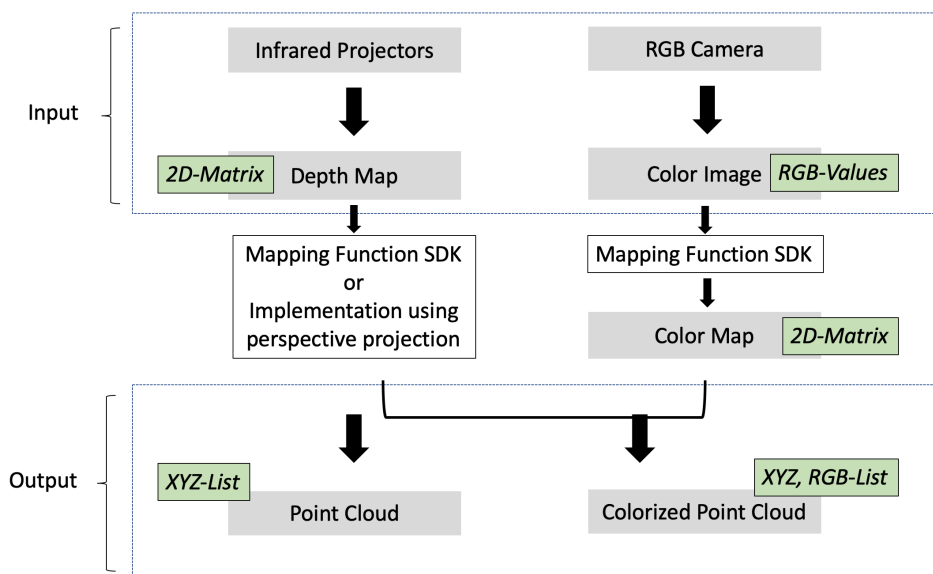 Input
Infrared Projectors
RGB Camera
2D-Matrix
Depth Map
Color Image
RGB-Values
Mapping Function SDK
or
Implementation using
perspective projection
Mapping Function SDK
Color Map
2D-Matrix
Output
XYZ-List
Point Cloud
XYZ, RGB-List
Colorized Point Cloud